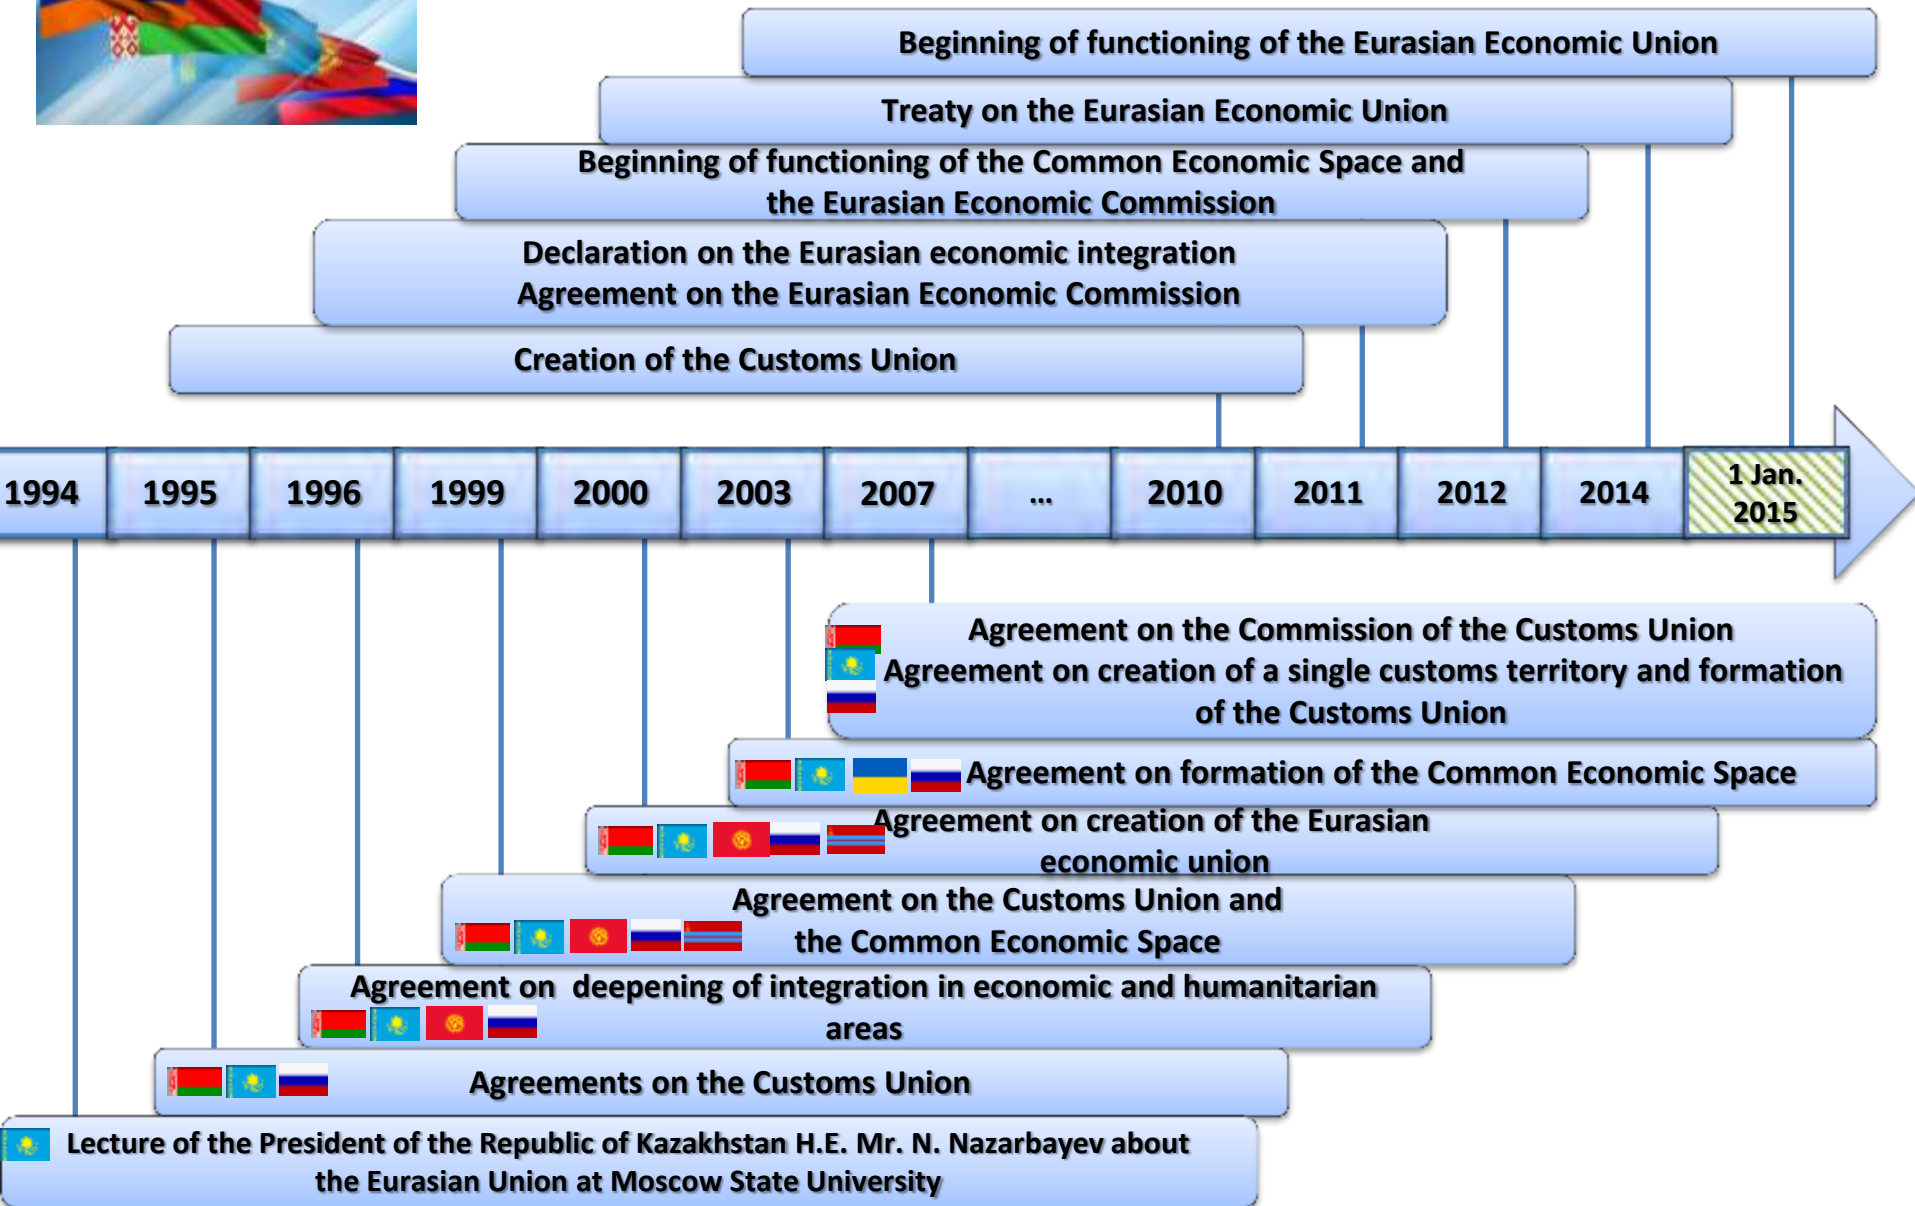 Beginning of functioning of the Eurasian Economic Union
Treaty on the Eurasian Economic Union
Beginning of functioning of the Common Economic Space and
the Eurasian Economic Commission
Declaration on the Eurasian economic integration
Agreement on the Eurasian Economic Commission
Creation of the Customs Union
1994
1995
1996
1999
2000
2003
2007
...
2010
2011
2012
2014
1 Jan.
2015
Agreement on the Commission of the Customs Union
Agreement on creation of a single customs territory and formation
of the Customs Union
Agreement on formation of the Common Economic Space
Agreement on creation of the Eurasian
economic union
Agreement on the Customs Union and
the Common Economic Space
Agreement on  deepening of integration in economic and humanitarian
areas
Agreements on the Customs Union
Lecture of the President of the Republic of Kazakhstan H.E. Mr. N. Nazarbayev about
the Eurasian Union at Moscow State University